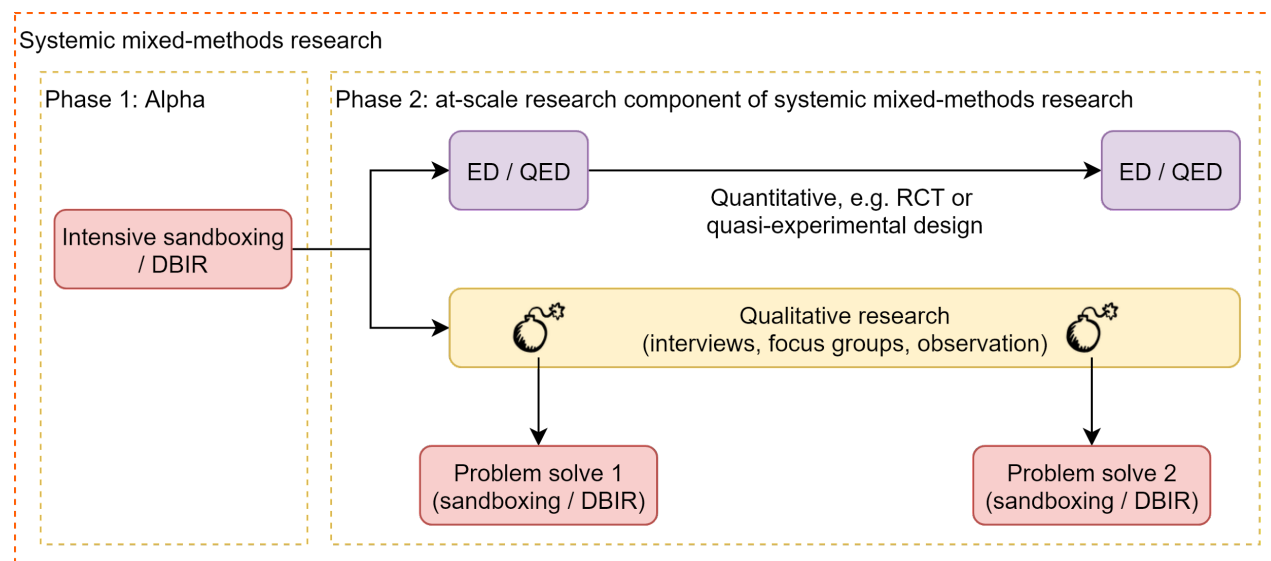 Systemic mixed-methods research
Phase 1: Alpha
Phase 2: at-scale research component of systemic mixed-methods research
ED / QED
ED / QED
Quantitative, e.g. RCT or
quasi-experimental design
Intensive sandboxing
/ DBIR
Qualitative research
(interviews, focus groups, observation)
Problem solve 1
(sandboxing / DBIR)
Problem solve 2
(sandboxing / DBIR)